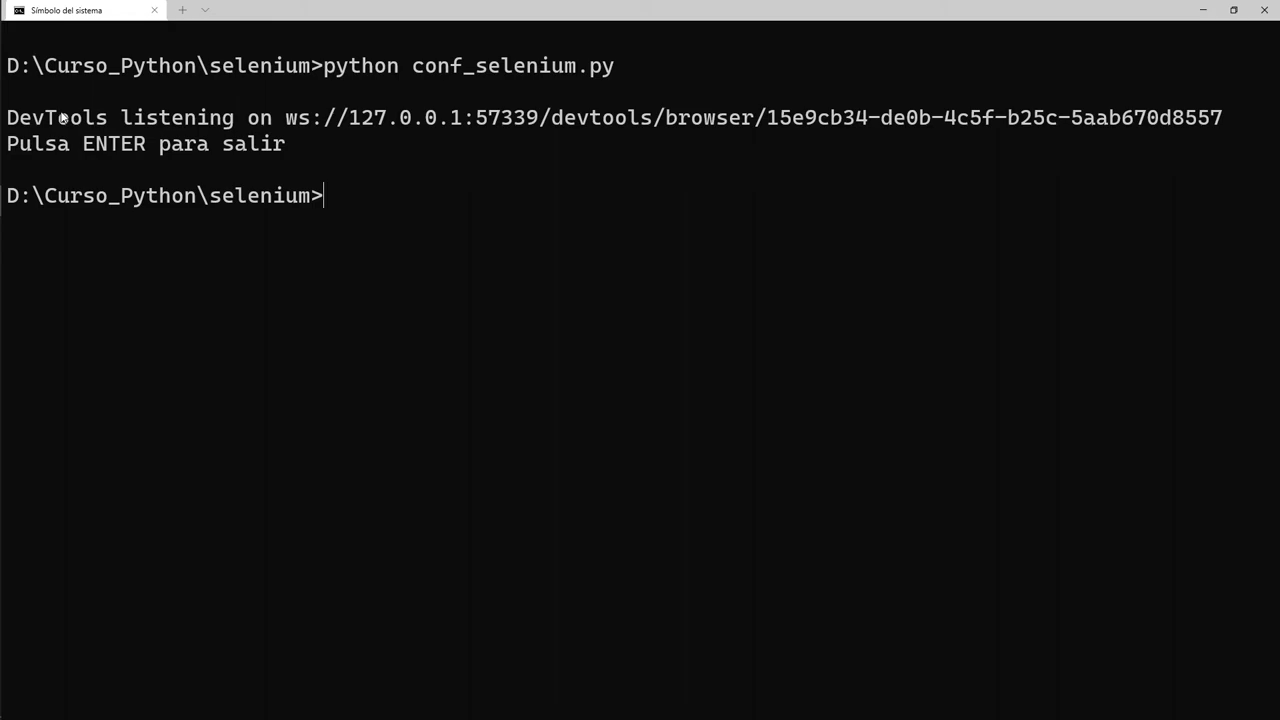 Símbolo del sistema
D:\Curso_Python\selenium>python conf_selenium.py
DevTools listening on ws://127.0.0.1:57339/devtools/browser/15e9cb34-de0b-4c5f-b25c-5aab670d8557
Pulsa ENTER para salir
D:\Curso_Python\selenium>